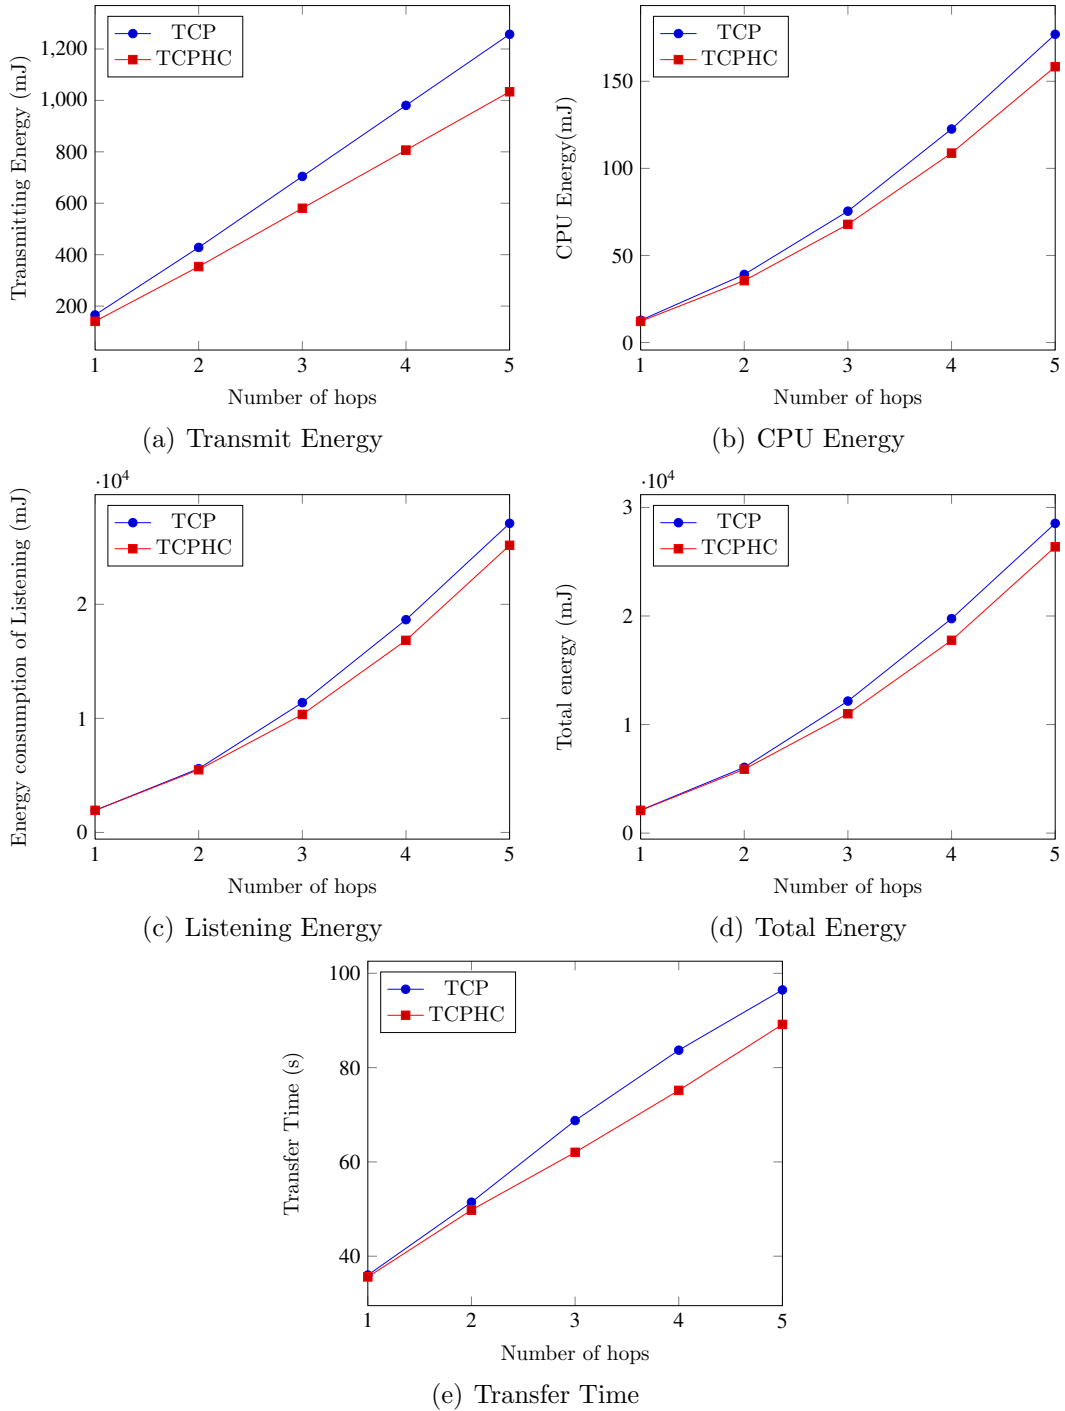 TCP
TCPHC
1,200
1,000
800
600
400
200
1 2 3 4 5
Transmitting Energy (mJ)
Number of hops
(a) Transmit Energy
TCP
TCPHC
150
100
50
0
1 2 3 4 5
CPU Energy(mJ)
Number of hops
(b) CPU Energy
·10⁴
TCP
TCPHC
2
1
0
1 2 3 4 5
Energy consumption of Listening (mJ)
Number of hops
(c) Listening Energy
·10⁴
TCP
TCPHC
3
2
1
0
1 2 3 4 5
Total energy (mJ)
Number of hops
(d) Total Energy
TCP
TCPHC
100
80
60
40
1 2 3 4 5
Transfer Time (s)
Number of hops
(e) Transfer Time